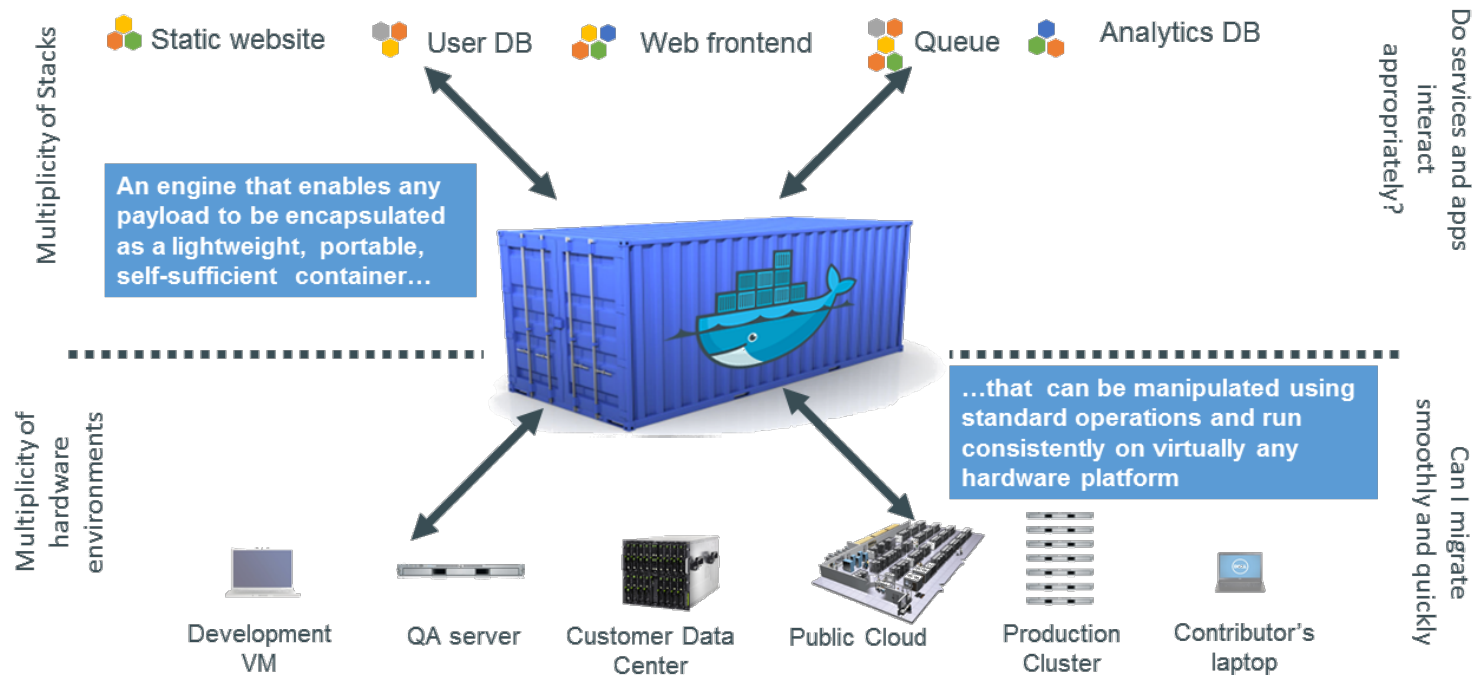 Static website
User DB
Web frontend
Queue
Analytics DB
Multiplicity of Stacks
Do services and apps
interact
appropriately?
An engine that enables any
payload to be encapsulated
as a lightweight, portable,
self-sufficient container…
…that can be manipulated using
standard operations and run
consistently on virtually any
hardware platform
Multiplicity of
hardware
environments
Can I migrate
smoothly and quickly
DELL
Development
VM
QA server
Customer Data
Center
Public Cloud
Production
Cluster
Contributor’s
laptop